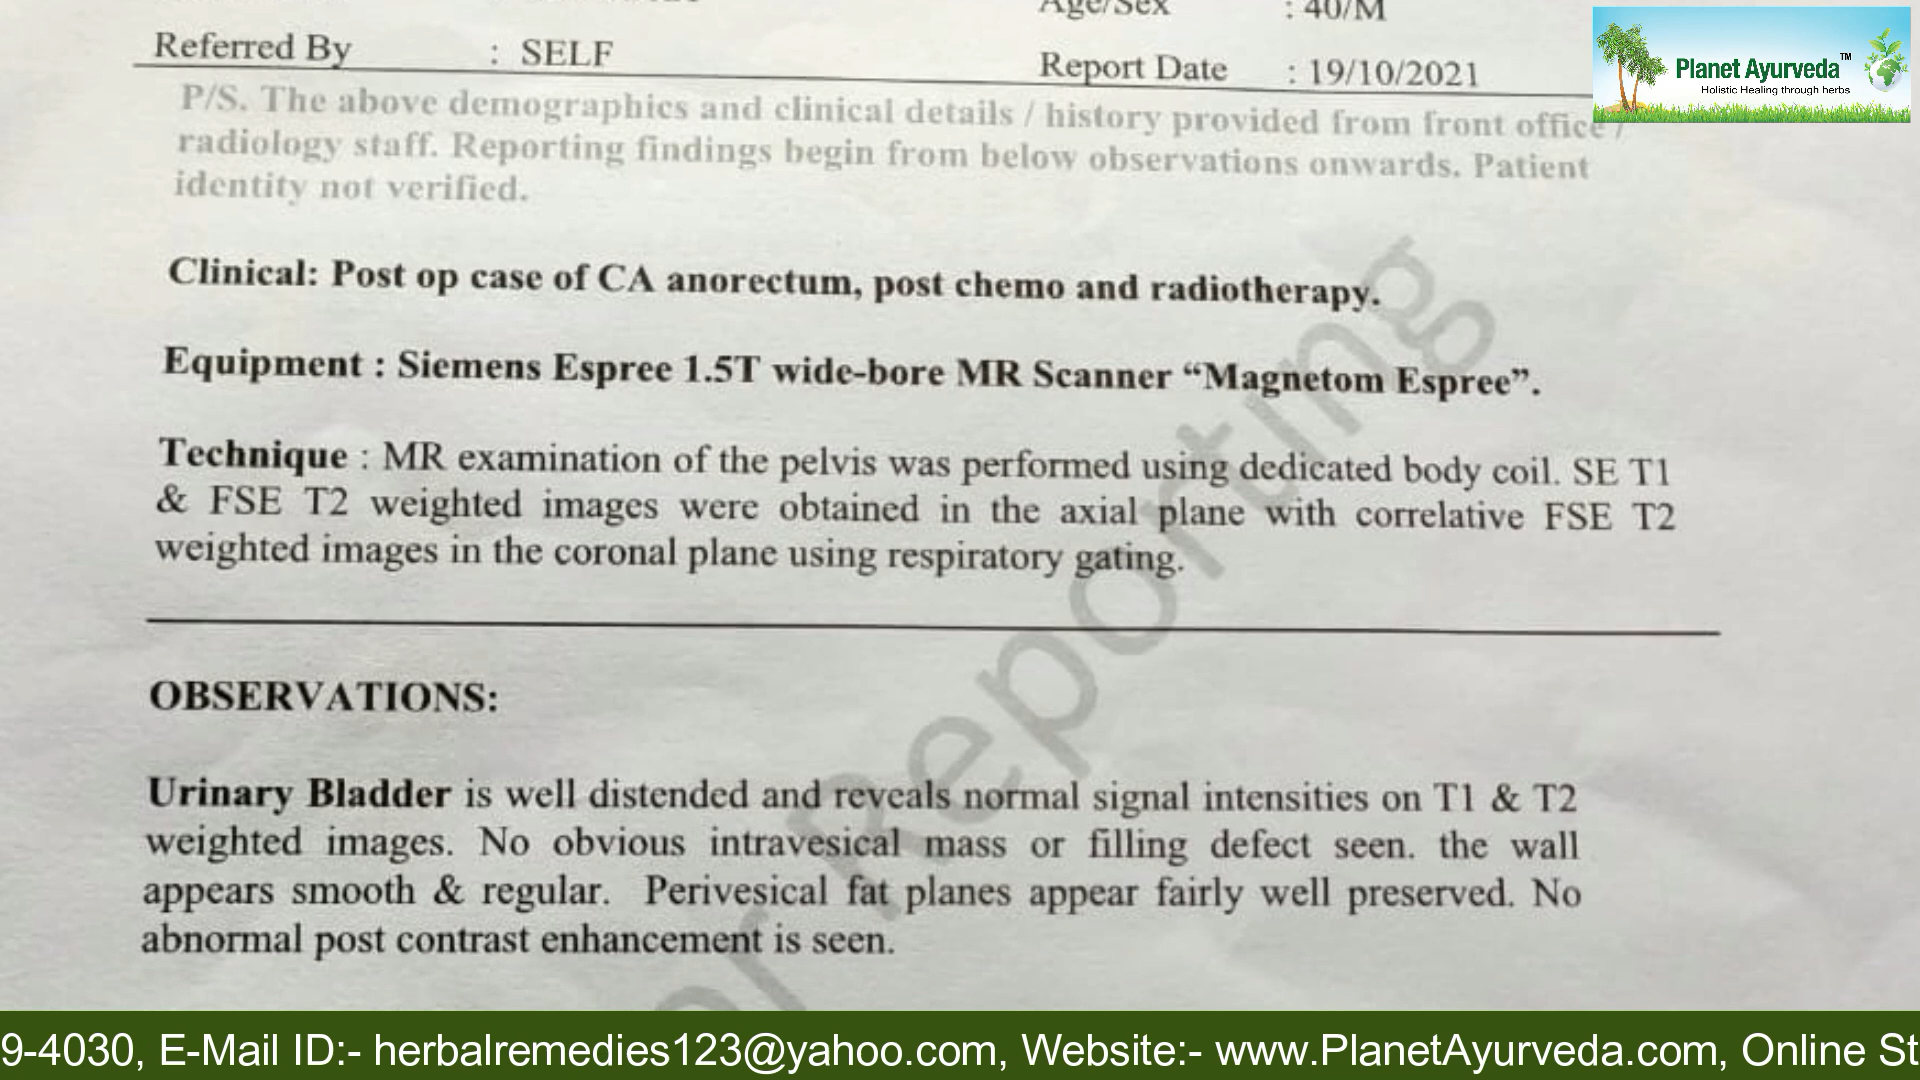 Age/Sex : 40/M
Referred By : SELF
Report Date : 19/10/2021
Planet Ayurveda™
Holistic Healing through herbs
P/S. The above demographics and clinical details / history provided from front office /
radiology staff. Reporting findings begin from below observations onwards. Patient
identity not verified.
Clinical: Post op case of CA anorectum, post chemo and radiotherapy.
Equipment : Siemens Espree 1.5T wide-bore MR Scanner “Magnetom Espree”.
Technique : MR examination of the pelvis was performed using dedicated body coil. SE T1
& FSE T2 weighted images were obtained in the axial plane with correlative FSE T2
weighted images in the coronal plane using respiratory gating.
OBSERVATIONS:
Urinary Bladder is well distended and reveals normal signal intensities on T1 & T2
weighted images. No obvious intravesical mass or filling defect seen. the wall
appears smooth & regular. Perivesical fat planes appear fairly well preserved. No
abnormal post contrast enhancement is seen.
Reporting
9-4030, E-Mail ID:- herbalremedies123@yahoo.com, Website:- www.PlanetAyurveda.com, Online St